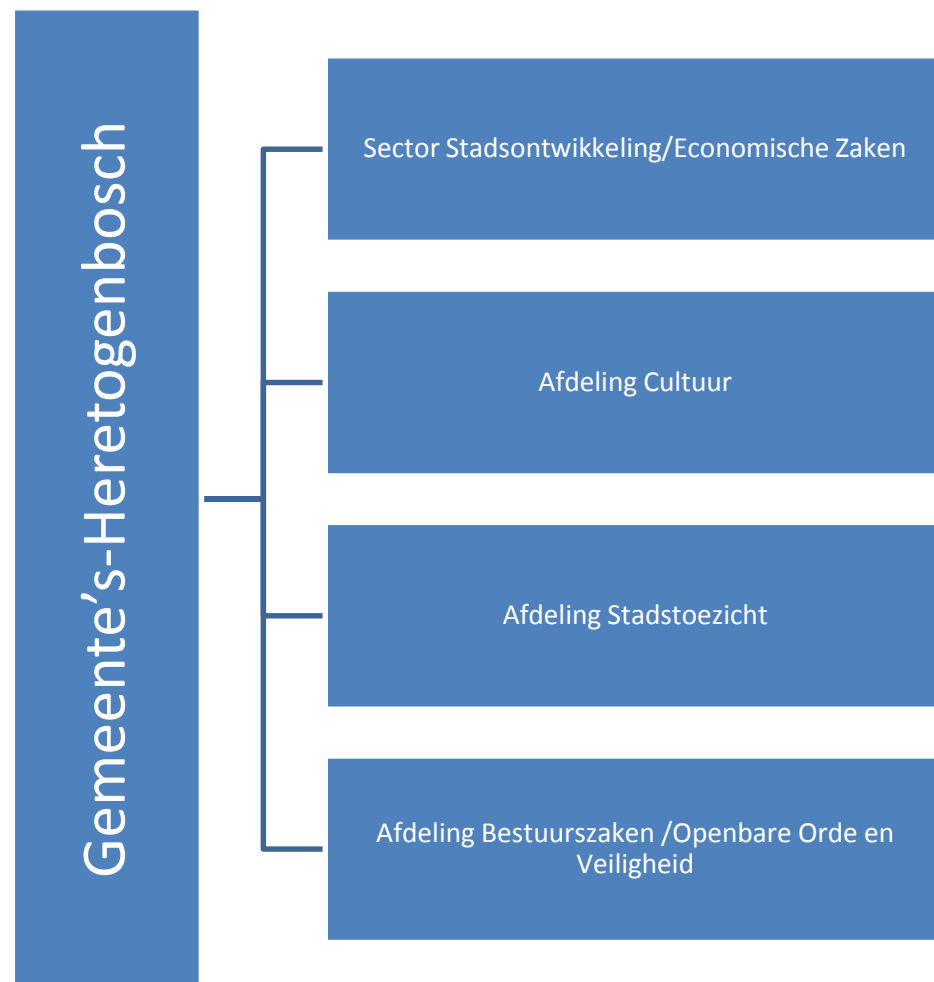 Gemeente's-Heretogenbosch
Sector Stadsontwikkeling/Economische Zaken
Afdeling Cultuur
Afdeling Stadstoezicht
Afdeling Bestuurszaken /Openbare Orde en
Veiligheid